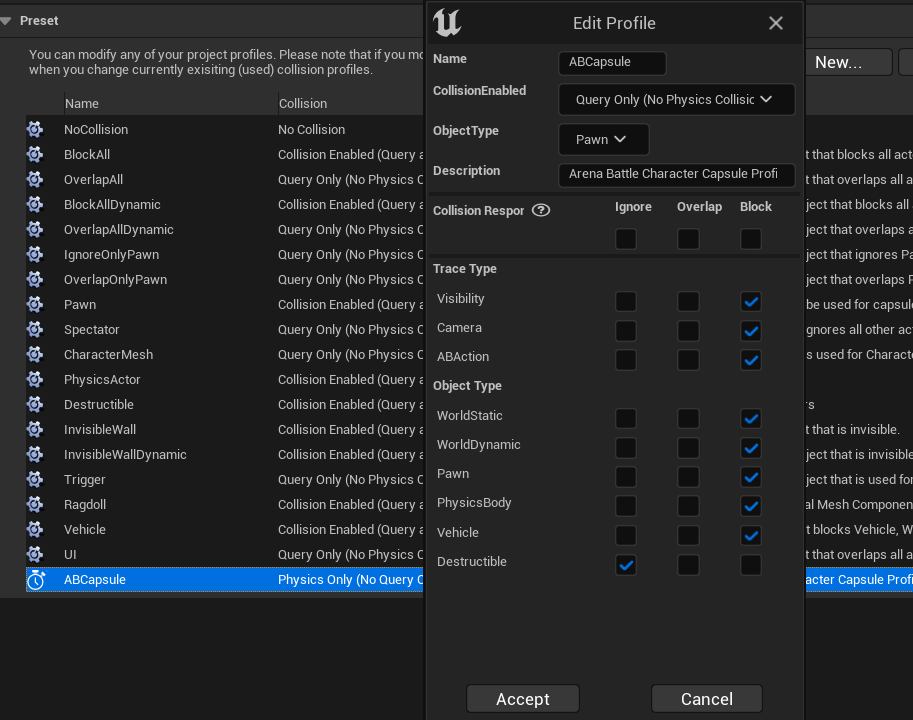 Preset
You can modify any of your project profiles. Please note that if you mo
when you change currently exisiting (used) collision profiles.
New...
Name Collision
NoCollision No Collision
BlockAll Collision Enabled (Query a t that blocks all acto
OverlapAll Query Only (No Physics C t that overlaps all a
BlockAllDynamic Collision Enabled (Query a ject that blocks all
OverlapAllDynamic Query Only (No Physics C ject that overlaps a
IgnoreOnlyPawn Query Only (No Physics C ject that ignores Pa
OverlapOnlyPawn Query Only (No Physics C ject that overlaps P
Pawn Collision Enabled (Query a be used for capsul
Spectator Query Only (No Physics C gnores all other act
CharacterMesh Query Only (No Physics C s used for Charact
PhysicsActor Collision Enabled (Query a
Destructible Collision Enabled (Query a rs
InvisibleWall Collision Enabled (Query a t that is invisible.
InvisibleWallDynamic Collision Enabled (Query a ject that is invisible
Trigger Query Only (No Physics C ject that is used for
Ragdoll Collision Enabled (Query a al Mesh Component
Vehicle Collision Enabled (Query a t blocks Vehicle, W
UI Query Only (No Physics C t that overlaps all a
ABCapsule Physics Only (No Query C acter Capsule Profi
Edit Profile
Name ABCapsule
CollisionEnabled Query Only (No Physics Collisic
ObjectType Pawn
Description Arena Battle Character Capsule Profi
Collision Respor ? Ignore Overlap Block
Trace Type
Visibility
Camera
ABAction
Object Type
WorldStatic
WorldDynamic
Pawn
PhysicsBody
Vehicle
Destructible
Accept Cancel